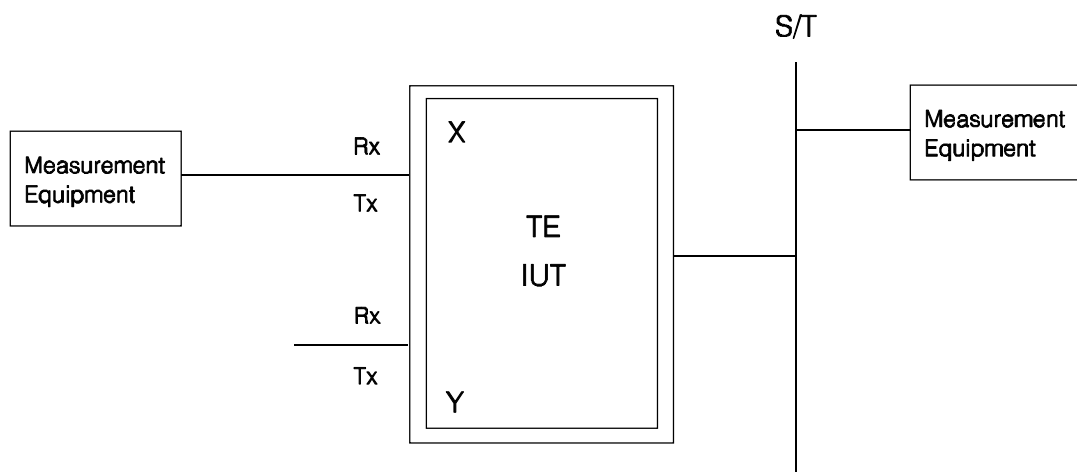 S/T
Measurement
Equipment
Rx
Tx
X
TE
IUT
Measurement
Equipment
Rx
Tx
Y